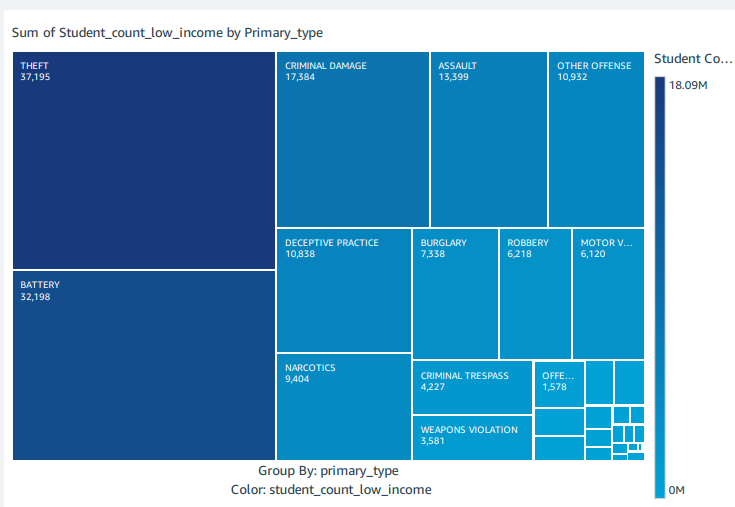 Sum of Student_count_low_income by Primary_type
Student Co...
18.09M
THEFT
37,195
CRIMINAL DAMAGE
17,384
ASSAULT
13,399
OTHER OFFENSE
10,932
DECEPTIVE PRACTICE
10,838
BURGLARY
7,338
ROBBERY
6,218
MOTOR V...
6,120
BATTERY
32,198
NARCOTICS
9,404
CRIMINAL TRESPASS
4,227
OFFE...
1,578
WEAPONS VIOLATION
3,581
0M
Group By: primary_type
Color: student_count_low_income